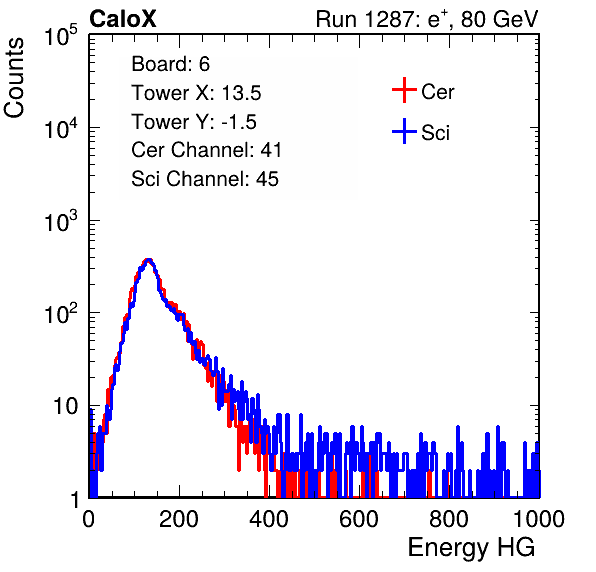 CaloX Run 1287: e⁺, 80 GeV
Counts
Board: 6
Tower X: 13.5
Tower Y: -1.5
Cer Channel: 41
Sci Channel: 45
Cer
Sci
10⁵
10⁴
10³
10²
10
1
0 200 400 600 800 1000
Energy HG